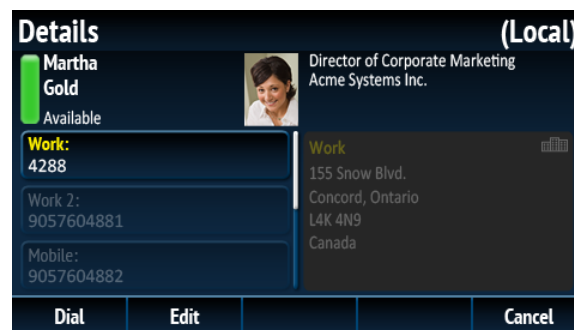 Details
(Local)
Martha
Gold
Available
Director of Corporate Marketing
Acme Systems Inc.
Work:
4288
Work 2:
9057604881
Mobile:
9057604882
Work
155 Snow Blvd.
Concord, Ontario
L4K 4N9
Canada
Dial
Edit
Cancel